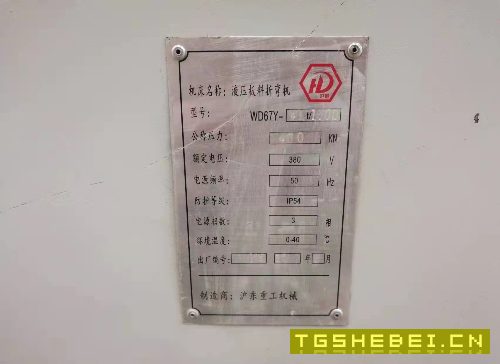 机床名称：液压板料折弯机
型号： WD67Y-
公称压力： KN
额定电压： 380 V
电源频率： 50 Hz
防护等级： IP54
电源相数： 3 相
环境温度： 0-40 ℃
出厂编号： 年 月
制造商：沪东重工机械
TGSHEBEI.CN